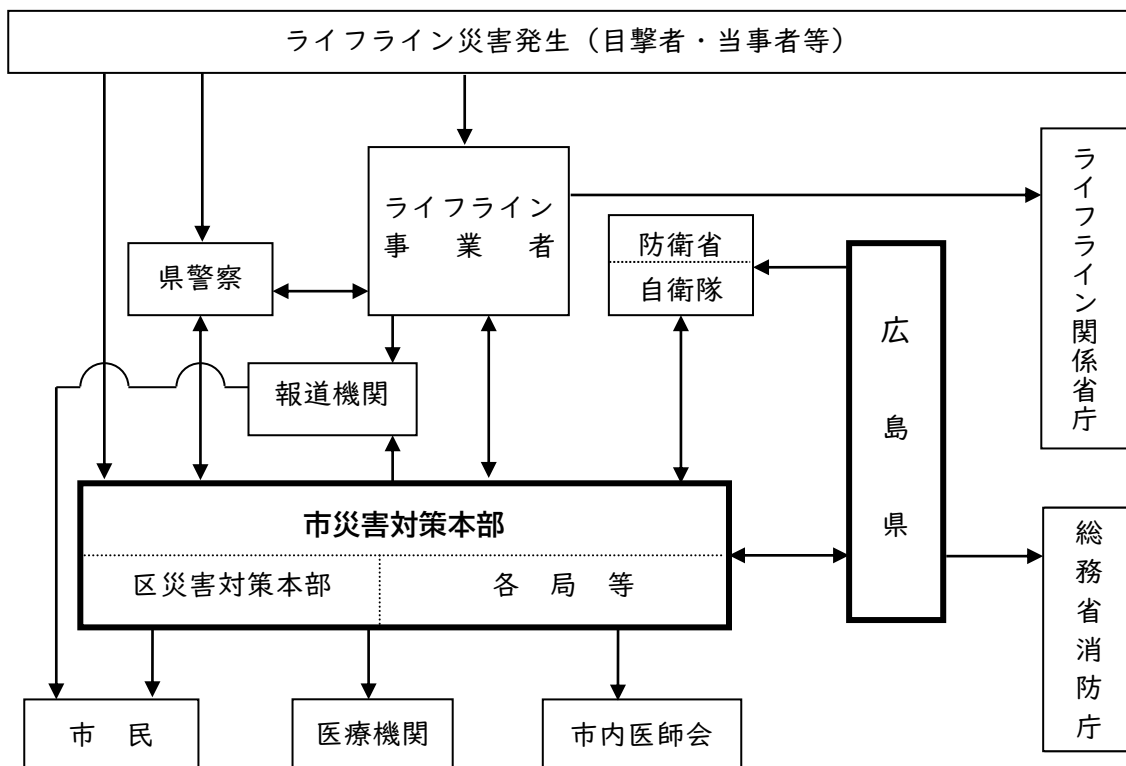 ライフライン災害発生（目撃者・当事者等）
ライフライン
事業者
ライフライン関係省庁
防衛省
自衛隊
県警察
広島県
報道機関
市災害対策本部
区災害対策本部
各局等
総務省消防庁
市民
医療機関
市内医師会